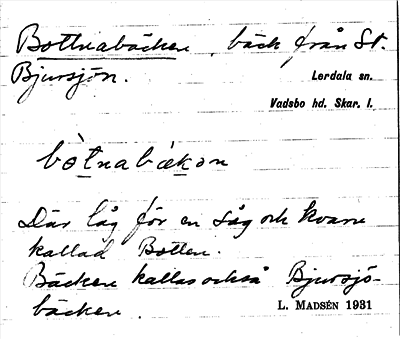 Bottnabäcken, bäck från St.
Bjursjön.
Lerdala sn.
Vadsbo hd. Skar. l.
bòtnabækən
Där låg för en såg och kvarn
kallad Botten.
Bäcken kallas också Bjursjö-
bäcken.
L. MADSÉN 1931